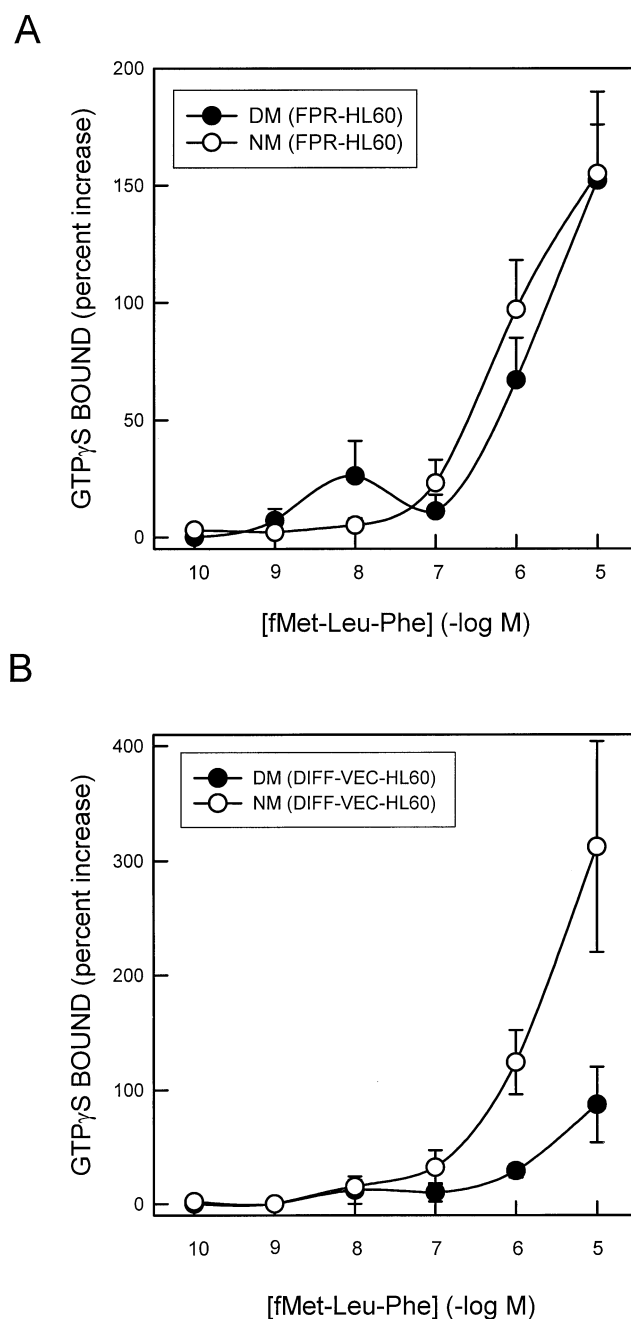 A
GTPγS BOUND (percent increase)
200
150
100
50
0
DM (FPR-HL60)
NM (FPR-HL60)
10 9 8 7 6 5
[fMet-Leu-Phe] (-log M)
B
GTPγS BOUND (percent increase)
400
300
200
100
0
DM (DIFF-VEC-HL60)
NM (DIFF-VEC-HL60)
10 9 8 7 6 5
[fMet-Leu-Phe] (-log M)